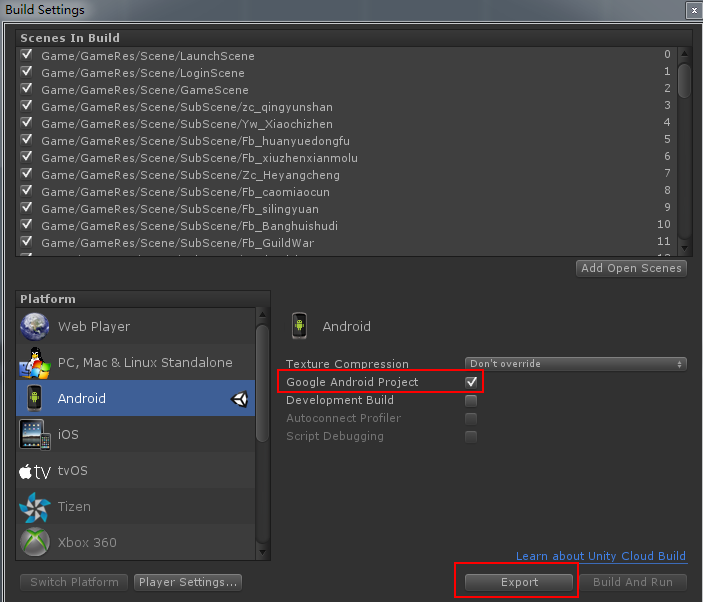 Build Settings
Scenes In Build
Game/GameRes/Scene/LaunchScene 0
Game/GameRes/Scene/LoginScene 1
Game/GameRes/Scene/GameScene 2
Game/GameRes/Scene/SubScene/zc_qingyunshan 3
Game/GameRes/Scene/SubScene/Yw_Xiaochizhen 4
Game/GameRes/Scene/SubScene/Fb_huanyuedongfu 5
Game/GameRes/Scene/SubScene/Fb_xiuzhenxianmolu 6
Game/GameRes/Scene/SubScene/Zc_Heyangcheng 7
Game/GameRes/Scene/SubScene/Fb_caomiaocun 8
Game/GameRes/Scene/SubScene/Fb_silingyuan 9
Game/GameRes/Scene/SubScene/Fb_Banghuishudi 10
Game/GameRes/Scene/SubScene/Fb_GuildWar 11
Add Open Scenes
Platform
Web Player
PC, Mac & Linux Standalone
Android
iOS
tv tvOS
Tizen
Xbox 360
Android
Texture Compression Don't override
Google Android Project
Development Build
Autoconnect Profiler
Script Debugging
Learn about Unity Cloud Build
Switch Platform Player Settings... Export Build And Run